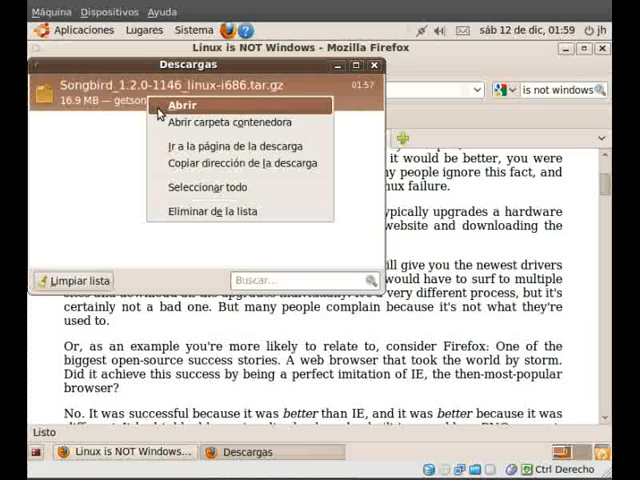 Máquina Dispositivos Ayuda
Aplicaciones Lugares Sistema sáb 12 de dic, 01:59 jh
Linux is NOT Windows - Mozilla Firefox
Descargas
Songbird_1.2.0-1146_linux-i686.tar.gz 01:57
16.9 MB — getson
is not windows
Abrir
Abrir carpeta contenedora
Ir a la página de la descarga
Copiar dirección de la descarga
Seleccionar todo
Eliminar de la lista
Limpiar lista
Buscar...
it would be better, you were
ny people ignore this fact, and
nux failure.
ypically upgrades a hardware
website and downloading the
ill give you the newest drivers
would have to surf to multiple
very different process, but it's
certainly not a bad one. But many people complain because it's not what they're
used to.
Or, as an example you're more likely to relate to, consider Firefox: One of the
biggest open-source success stories. A web browser that took the world by storm.
Did it achieve this success by being a perfect imitation of IE, the then-most-popular
browser?
No. It was successful because it was better than IE, and it was better because it was
Listo
Linux is NOT Windows... Descargas
Ctrl Derecho